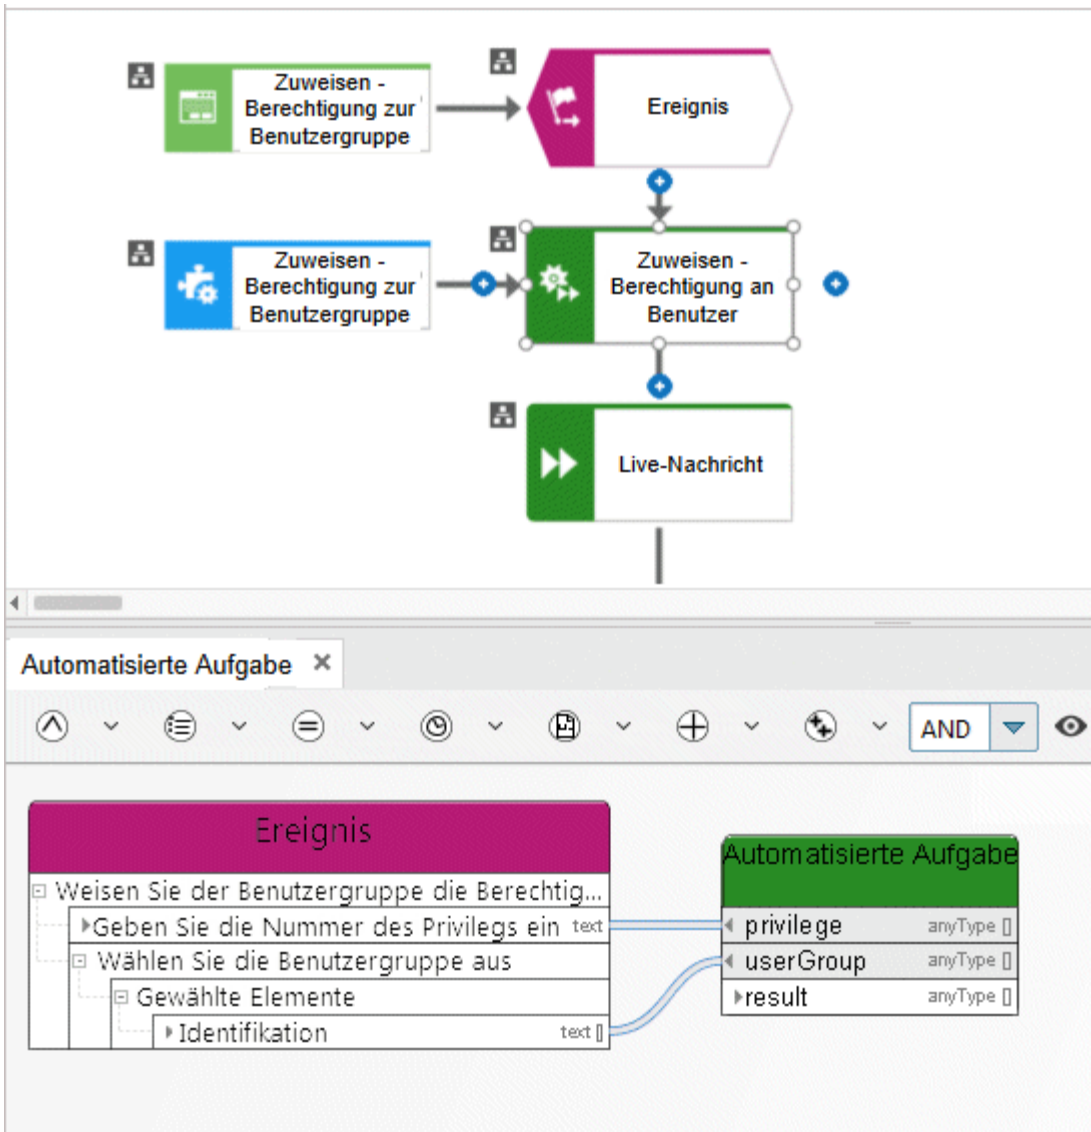 Zuweisen -
Berechtigung zur
Benutzergruppe
Ereignis
Zuweisen -
Berechtigung zur
Benutzergruppe
Zuweisen -
Berechtigung an
Benutzer
Live-Nachricht
Automatisierte Aufgabe
AND
Ereignis
Weisen Sie der Benutzergruppe die Berechtig...
Geben Sie die Nummer des Privilegs ein text
Wählen Sie die Benutzergruppe aus
Gewählte Elemente
Identifikation text []
Automatisierte Aufgabe
privilege anyType []
userGroup anyType []
result anyType []